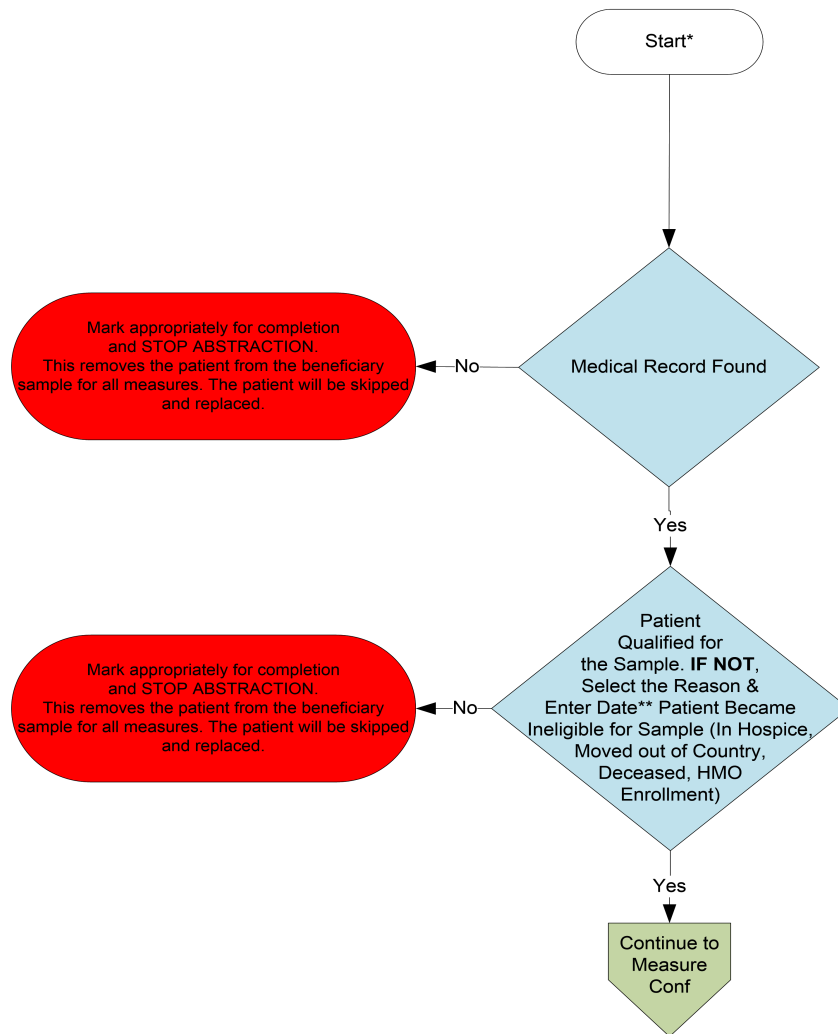 Start*
Medical Record Found
No
Mark appropriately for completion
and STOP ABSTRACTION.
This removes the patient from the beneficiary
sample for all measures. The patient will be skipped
and replaced.
Yes
Patient
Qualified for
the Sample. IF NOT,
Select the Reason &
Enter Date** Patient Became
Ineligible for Sample (In Hospice,
Moved out of Country,
Deceased, HMO
Enrollment)
No
Mark appropriately for completion
and STOP ABSTRACTION.
This removes the patient from the beneficiary
sample for all measures. The patient will be skipped
and replaced.
Yes
Continue to
Measure
Conf